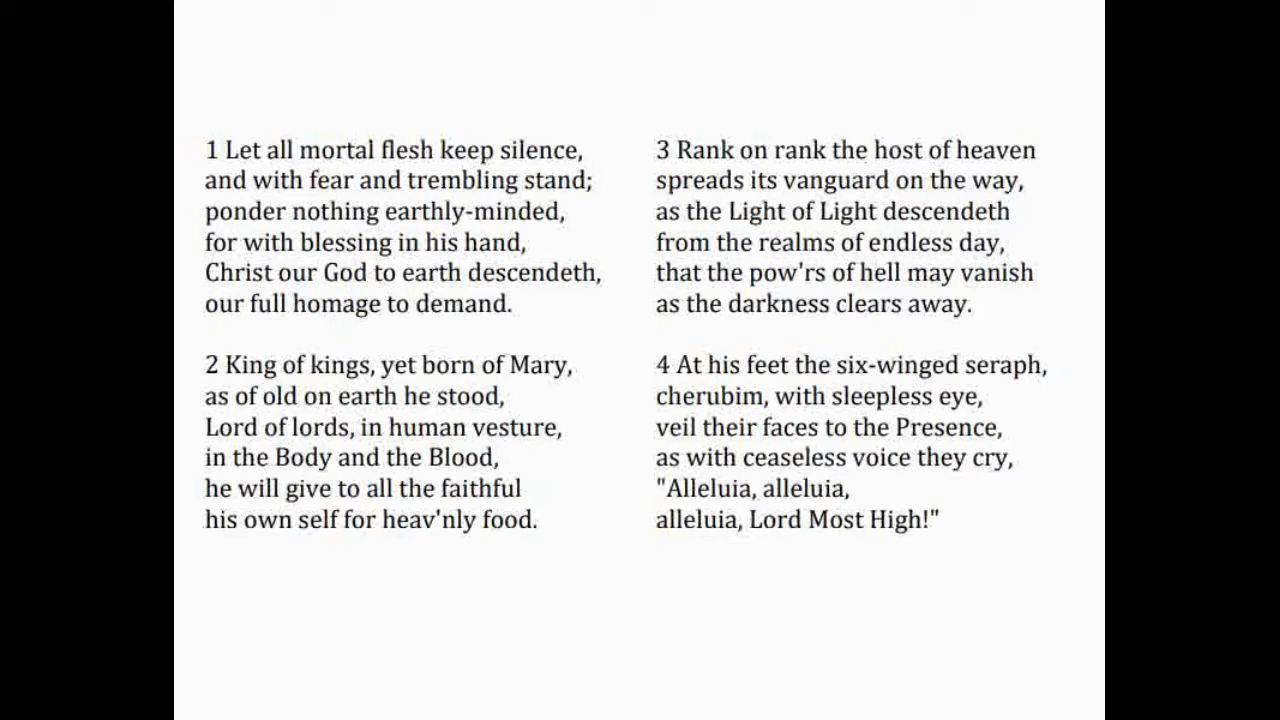 1 Let all mortal flesh keep silence,
and with fear and trembling stand;
ponder nothing earthly-minded,
for with blessing in his hand,
Christ our God to earth descendeth,
our full homage to demand.
2 King of kings, yet born of Mary,
as of old on earth he stood,
Lord of lords, in human vesture,
in the Body and the Blood,
he will give to all the faithful
his own self for heav'nly food.
3 Rank on rank the host of heaven
spreads its vanguard on the way,
as the Light of Light descendeth
from the realms of endless day,
that the pow'rs of hell may vanish
as the darkness clears away.
4 At his feet the six-winged seraph,
cherubim, with sleepless eye,
veil their faces to the Presence,
as with ceaseless voice they cry,
"Alleluia, alleluia,
alleluia, Lord Most High!"